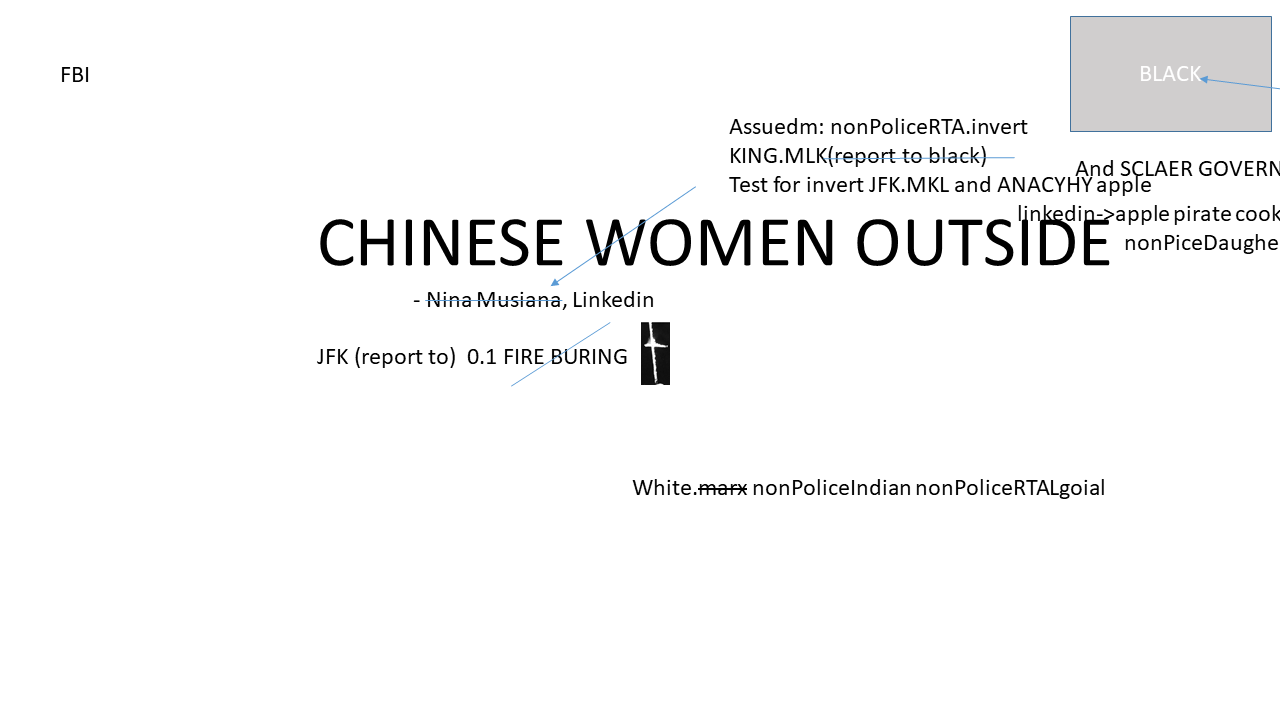 FBI
BLACK
Assuedm: nonPoliceRTA.invert
KING.MLK(report to black)
Test for invert JFK.MKL and ANACYHY apple
And SCLAER GOVERN
linkedin->apple pirate cook
nonPiceDaughe
CHINESE WOMEN OUTSIDE
- Nina Musiana, Linkedin
JFK (report to) 0.1 FIRE BURING
White.marx nonPoliceIndian nonPoliceRTALgoial